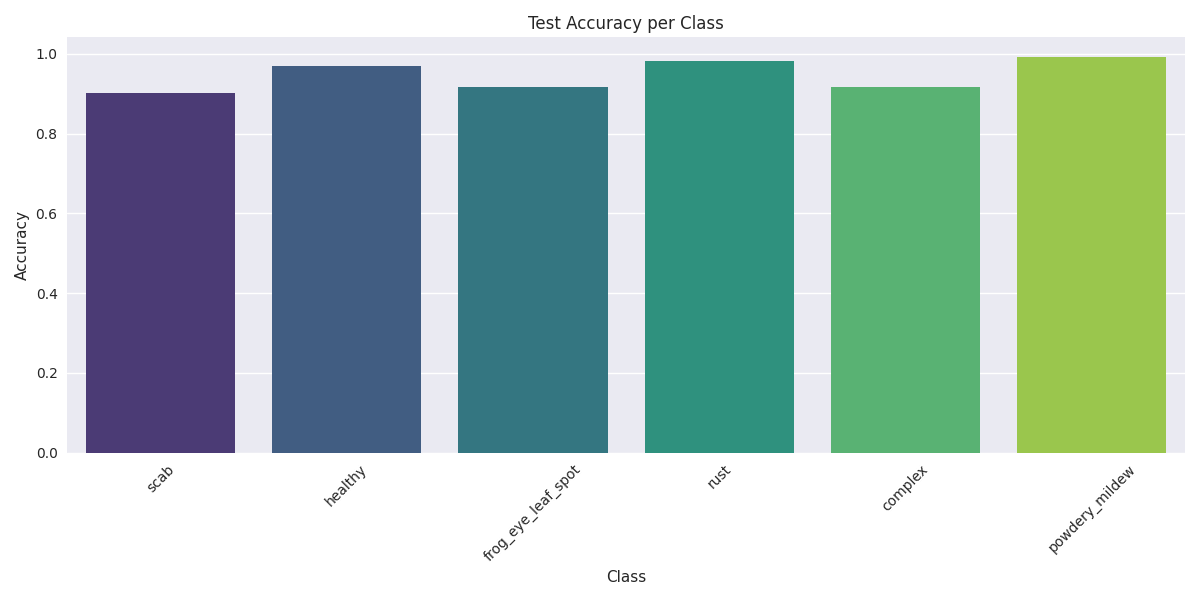 Test Accuracy per Class
1.0
0.8
0.6
0.4
0.2
0.0
Accuracy
scab
healthy
frog_eye_leaf_spot
rust
complex
powdery_mildew
Class